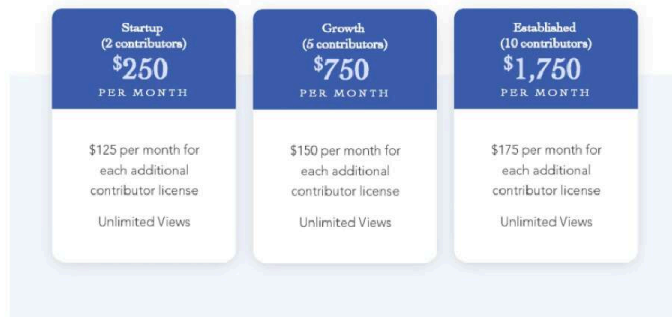 Startup
(2 contributors)
$250
PER MONTH
$125 per month for
each additional
contributor license
Unlimited Views
Growth
(5 contributors)
$750
PER MONTH
$150 per month for
each additional
contributor license
Unlimited Views
Established
(10 contributors)
$1,750
PER MONTH
$175 per month for
each additional
contributor license
Unlimited Views